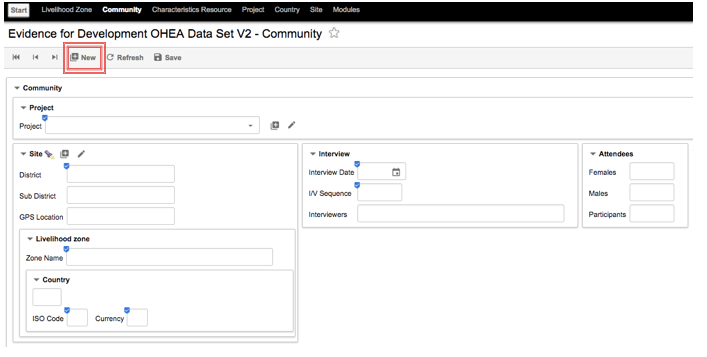 Start Livelihood Zone Community Characteristics Resource Project Country Site Modules
Evidence for Development OHEA Data Set V2 - Community
New Refresh Save
Community
Project
Project
Site
District
Sub District
GPS Location
Livelihood zone
Zone Name
Country
ISO Code Currency
Interview
Interview Date
I/V Sequence
Interviewers
Attendees
Females
Males
Participants